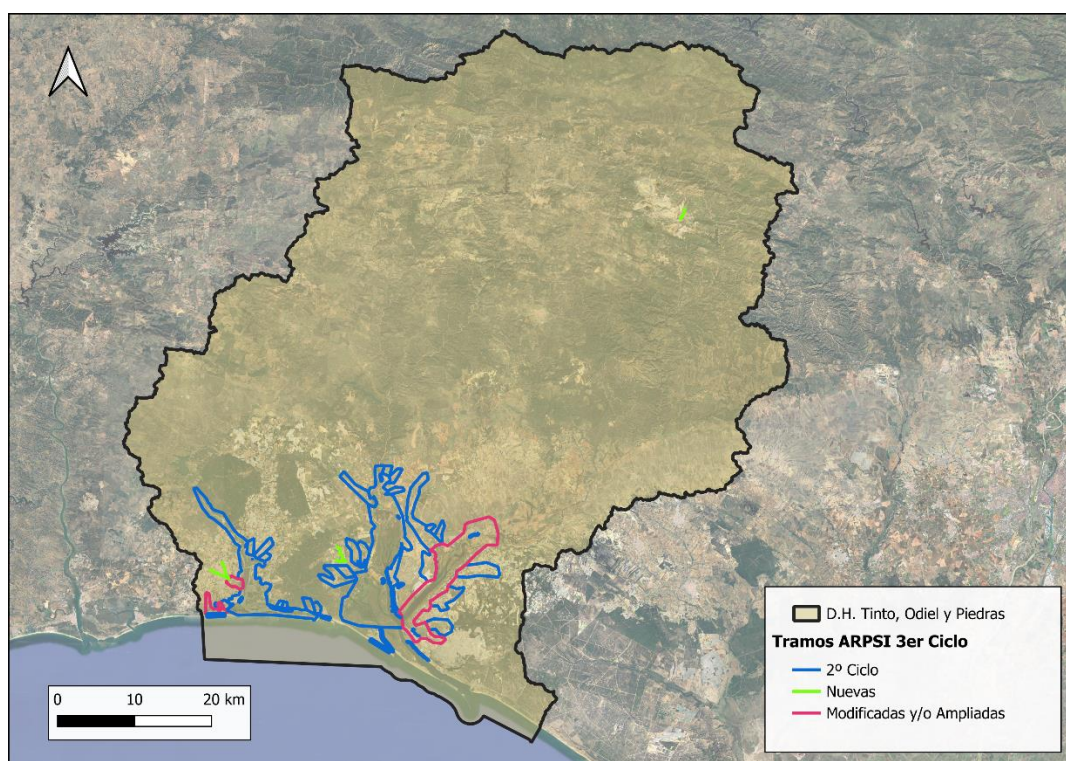 D.H. Tinto, Odiel y Piedras
Tramos ARPSI 3er Ciclo
2º Ciclo
Nuevas
Modificadas y/o Ampliadas
0 10 20 km